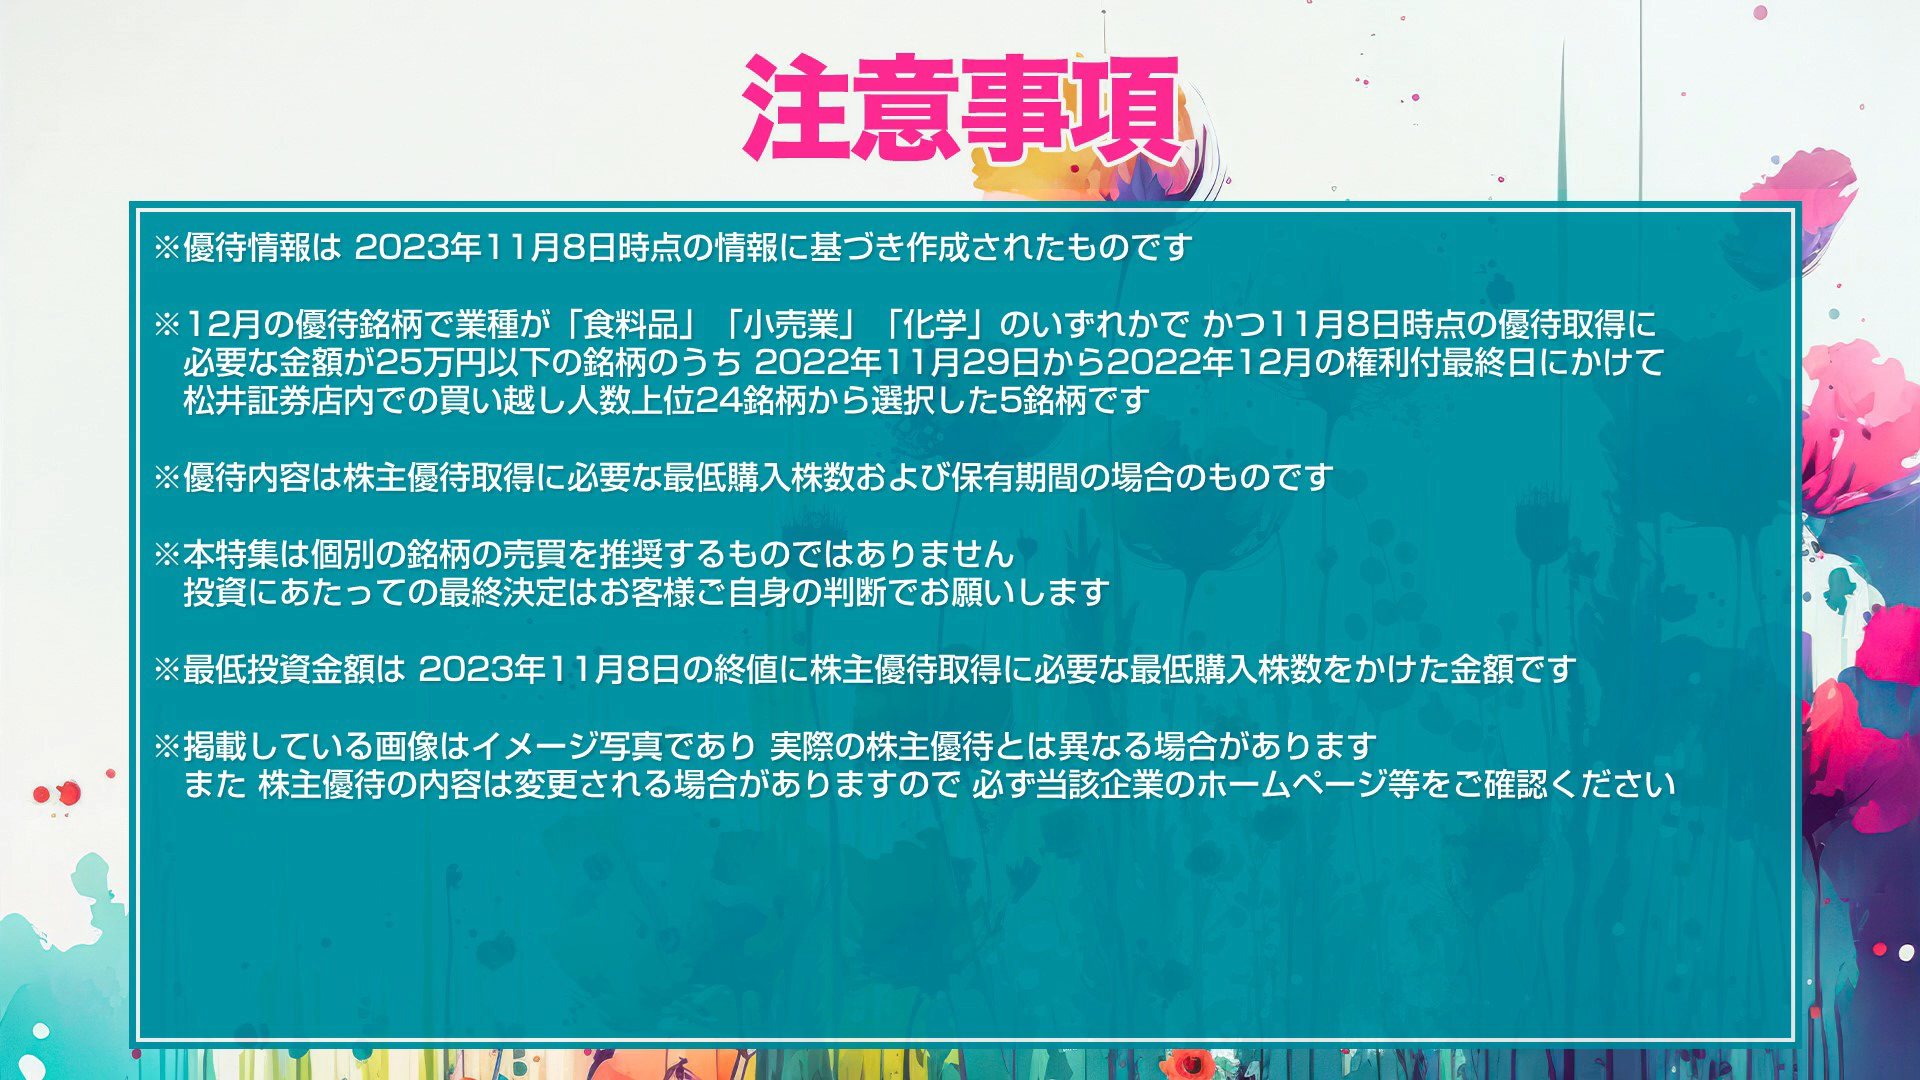 注意事項
※優待情報は 2023年11月8日時点の情報に基づき作成されたものです
※12月の優待銘柄で業種が「食料品」「小売業」「化学」のいずれかで かつ11月8日時点の優待取得に
必要な金額が25万円以下の銘柄のうち 2022年11月29日から2022年12月の権利付最終日にかけて
松井証券店内での買い越し人数上位24銘柄から選択した5銘柄です
※優待内容は株主優待取得に必要な最低購入株数および保有期間の場合のものです
※本特集は個別の銘柄の売買を推奨するものではありません
投資にあたっての最終決定はお客様ご自身の判断でお願いします
※最低投資金額は 2023年11月8日の終値に株主優待取得に必要な最低購入株数をかけた金額です
※掲載している画像はイメージ写真であり 実際の株主優待とは異なる場合があります
また 株主優待の内容は変更される場合がありますので 必ず当該企業のホームページ等をご確認ください